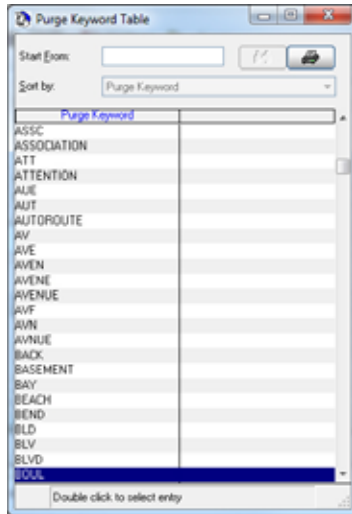 Purge Keyword Table
Start From:
Sort by: Purge Keyword
Purge Keyword
ASSC
ASSOCIATION
ATT
ATTENTION
AUE
AUT
AUTOROUTE
AV
AVE
AVEN
AVENE
AVENUE
AVF
AVN
AVNUE
BACK
BASEMENT
BAY
BEACH
BEND
BLD
BLV
BLVD
BOUL
Double click to select entry